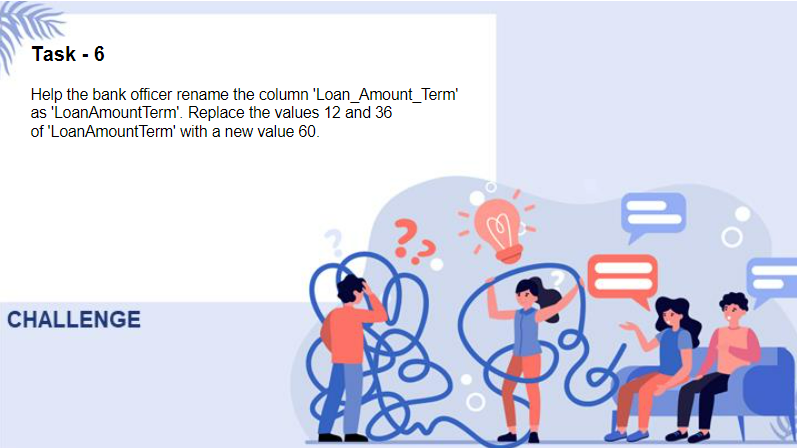 Task - 6
Help the bank officer rename the column 'Loan_Amount_Term'
as 'LoanAmountTerm'. Replace the values 12 and 36
of 'LoanAmountTerm' with a new value 60.
? ? ?
?
CHALLENGE